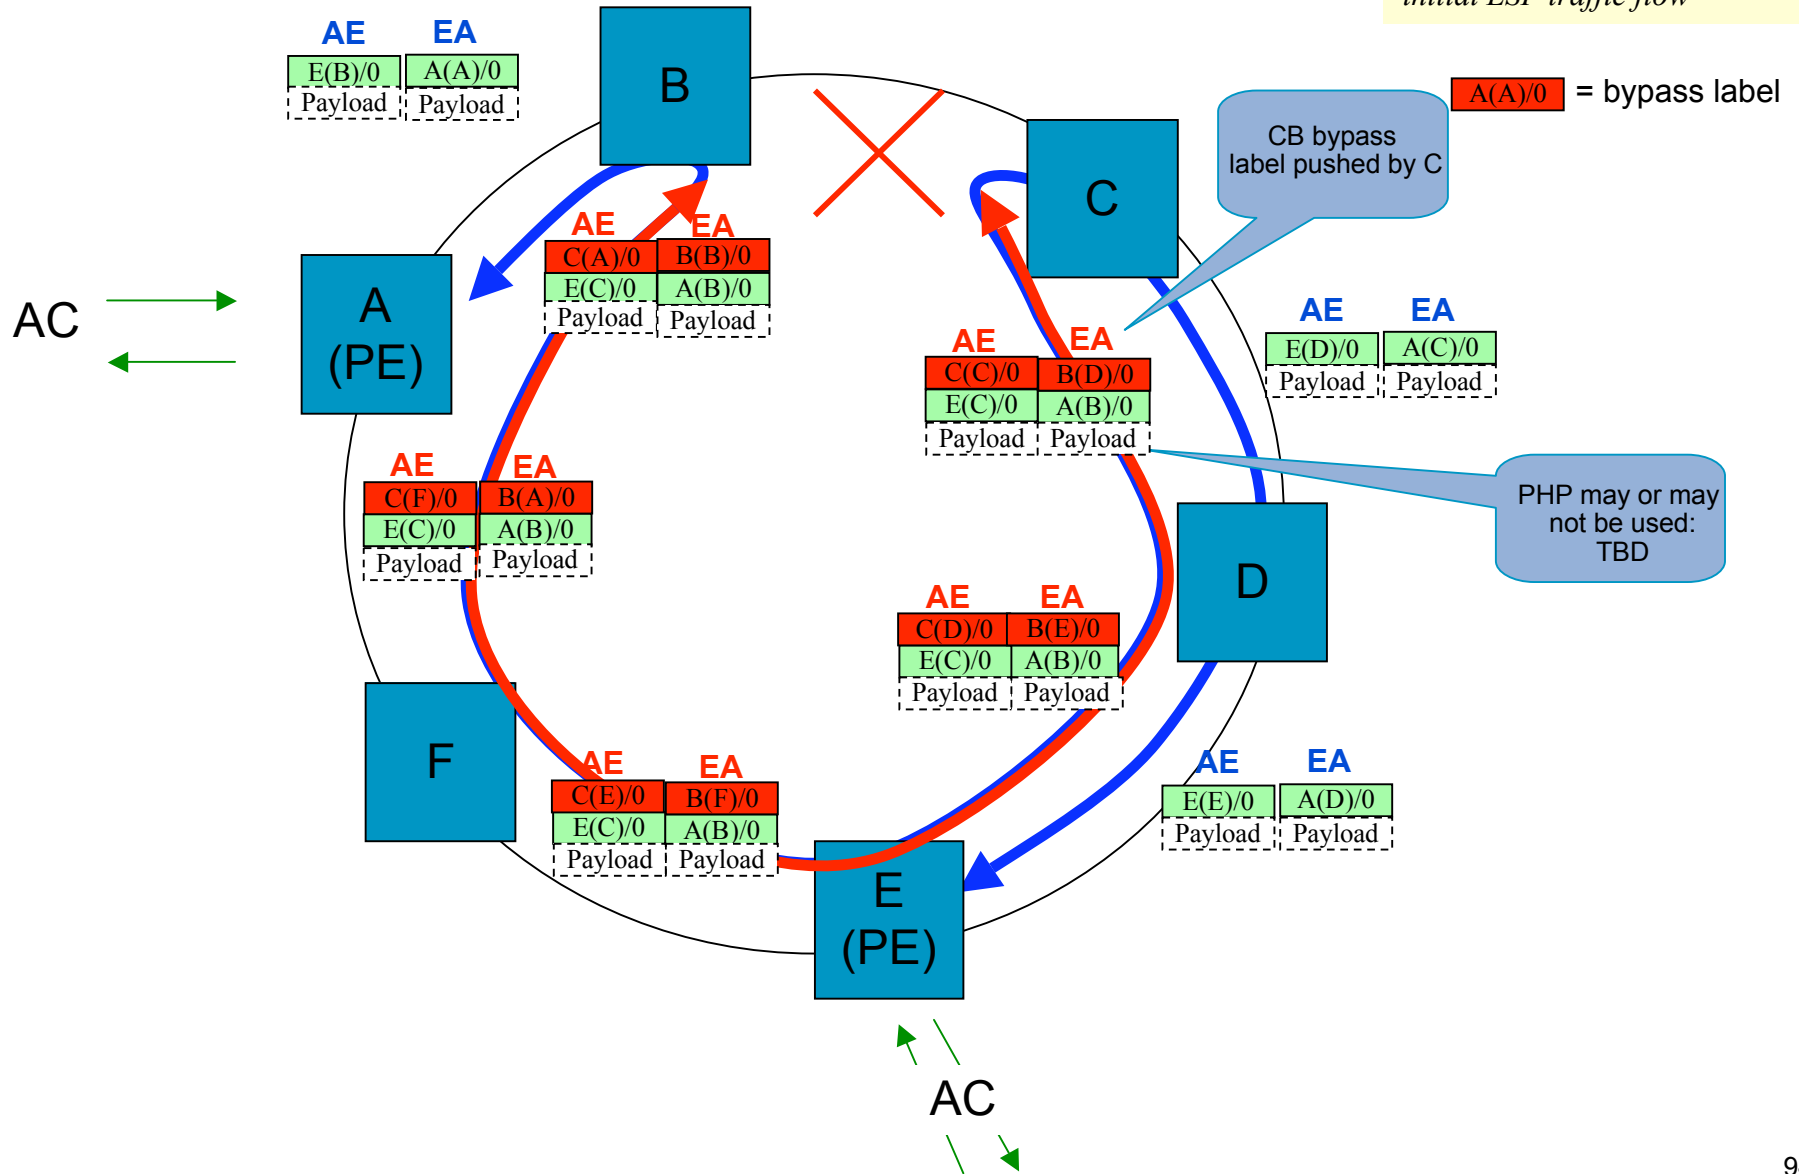 initial LSP traffic flow
AE EA
E(B)/0 A(A)/0
Payload Payload
B
A(A)/0 = bypass label
CB bypass
label pushed by C
C
AE EA
C(A)/0 B(B)/0
E(C)/0 A(B)/0
Payload Payload
A
(PE)
AC
AE EA
E(D)/0 A(C)/0
Payload Payload
AE EA
C(C)/0 B(D)/0
E(C)/0 A(B)/0
Payload Payload
AE EA
C(F)/0 B(A)/0
E(C)/0 A(B)/0
Payload Payload
PHP may or may
not be used:
TBD
D
AE EA
C(D)/0 B(E)/0
E(C)/0 A(B)/0
Payload Payload
F
AE EA
C(E)/0 B(F)/0
E(C)/0 A(B)/0
Payload Payload
AE EA
E(E)/0 A(D)/0
Payload Payload
E
(PE)
AC
9